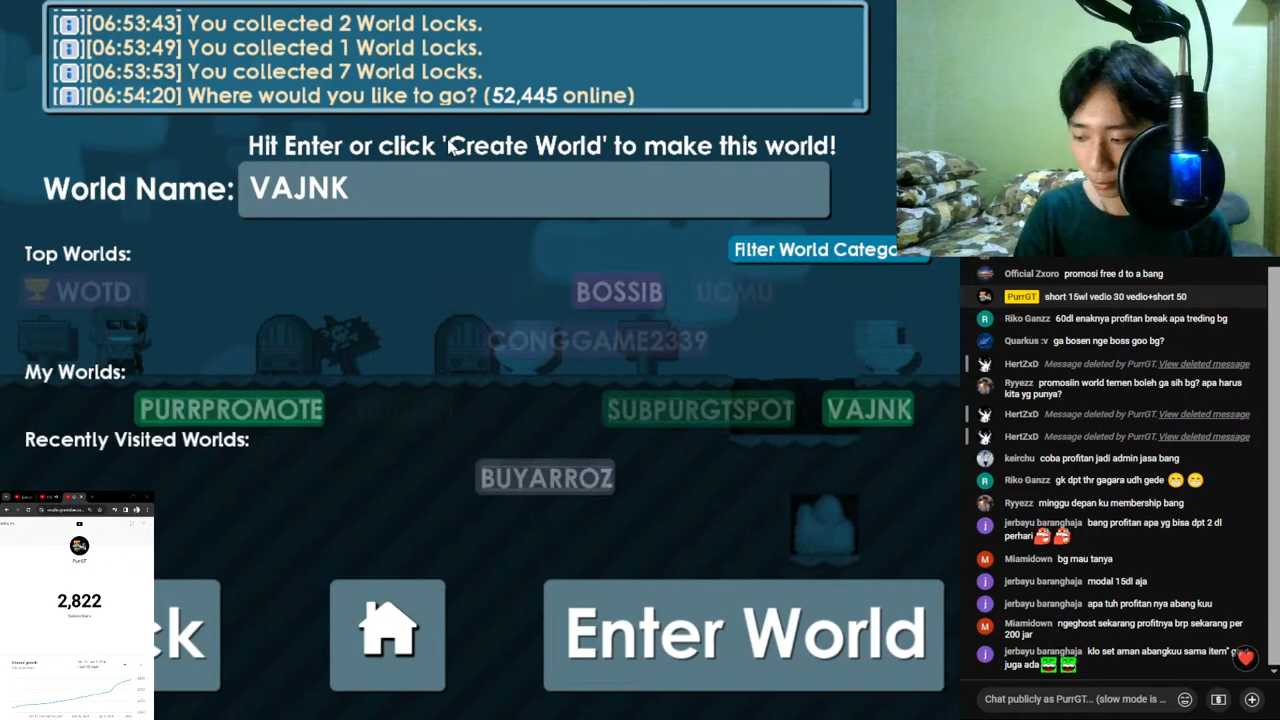 [i][06:53:43] You collected 2 World Locks.
[i][06:53:49] You collected 1 World Locks.
[i][06:53:53] You collected 7 World Locks.
[i][06:54:20] Where would you like to go? (52,445 online)
Hit Enter or click 'Create World' to make this world!
World Name: VAJNK
Filter World Catego
Top Worlds:
WOTD BOSSIB UCMU
CONGGAME2339
My Worlds:
PURRPROMOTE SUBPURGTSPOT VAJNK
Recently Visited Worlds:
BUYARROZ
ck
Enter World
PurrGT
2,822
Subscribers
Official Zxoro promosi free d to a bang
PurrGT short 15wl vedio 30 vedio+short 50
Riko Ganzz 60dl enaknya profitan break apa treding bg
Quarkus :v ga bosen nge boss goo bg?
HertZxD Message deleted by PurrGT. View deleted message
Ryyezz promosiin world temen boleh ga sih bg? apa harus
kita yg punya?
HertZxD Message deleted by PurrGT. View deleted message
HertZxD Message deleted by PurrGT. View deleted message
keirchu coba profitan jadi admin jasa bang
Riko Ganzz gk dpt thr gagara udh gede 😁😁
Ryyezz minggu depan ku membership bang
jerbayu baranghaja bang profitan apa yg bisa dpt 2 dl
perhari
Miamidown bg mau tanya
jerbayu baranghaja modal 15dl aja
jerbayu baranghaja apa tuh profit nya abang kuu
Miamidown ngeghost sekarang profitnya brp sekarang per
200 jar
jerbayu baranghaja klo set aman abangkuu sama item"
juga ada
Chat publicly as PurrGT... (slow mode is ...